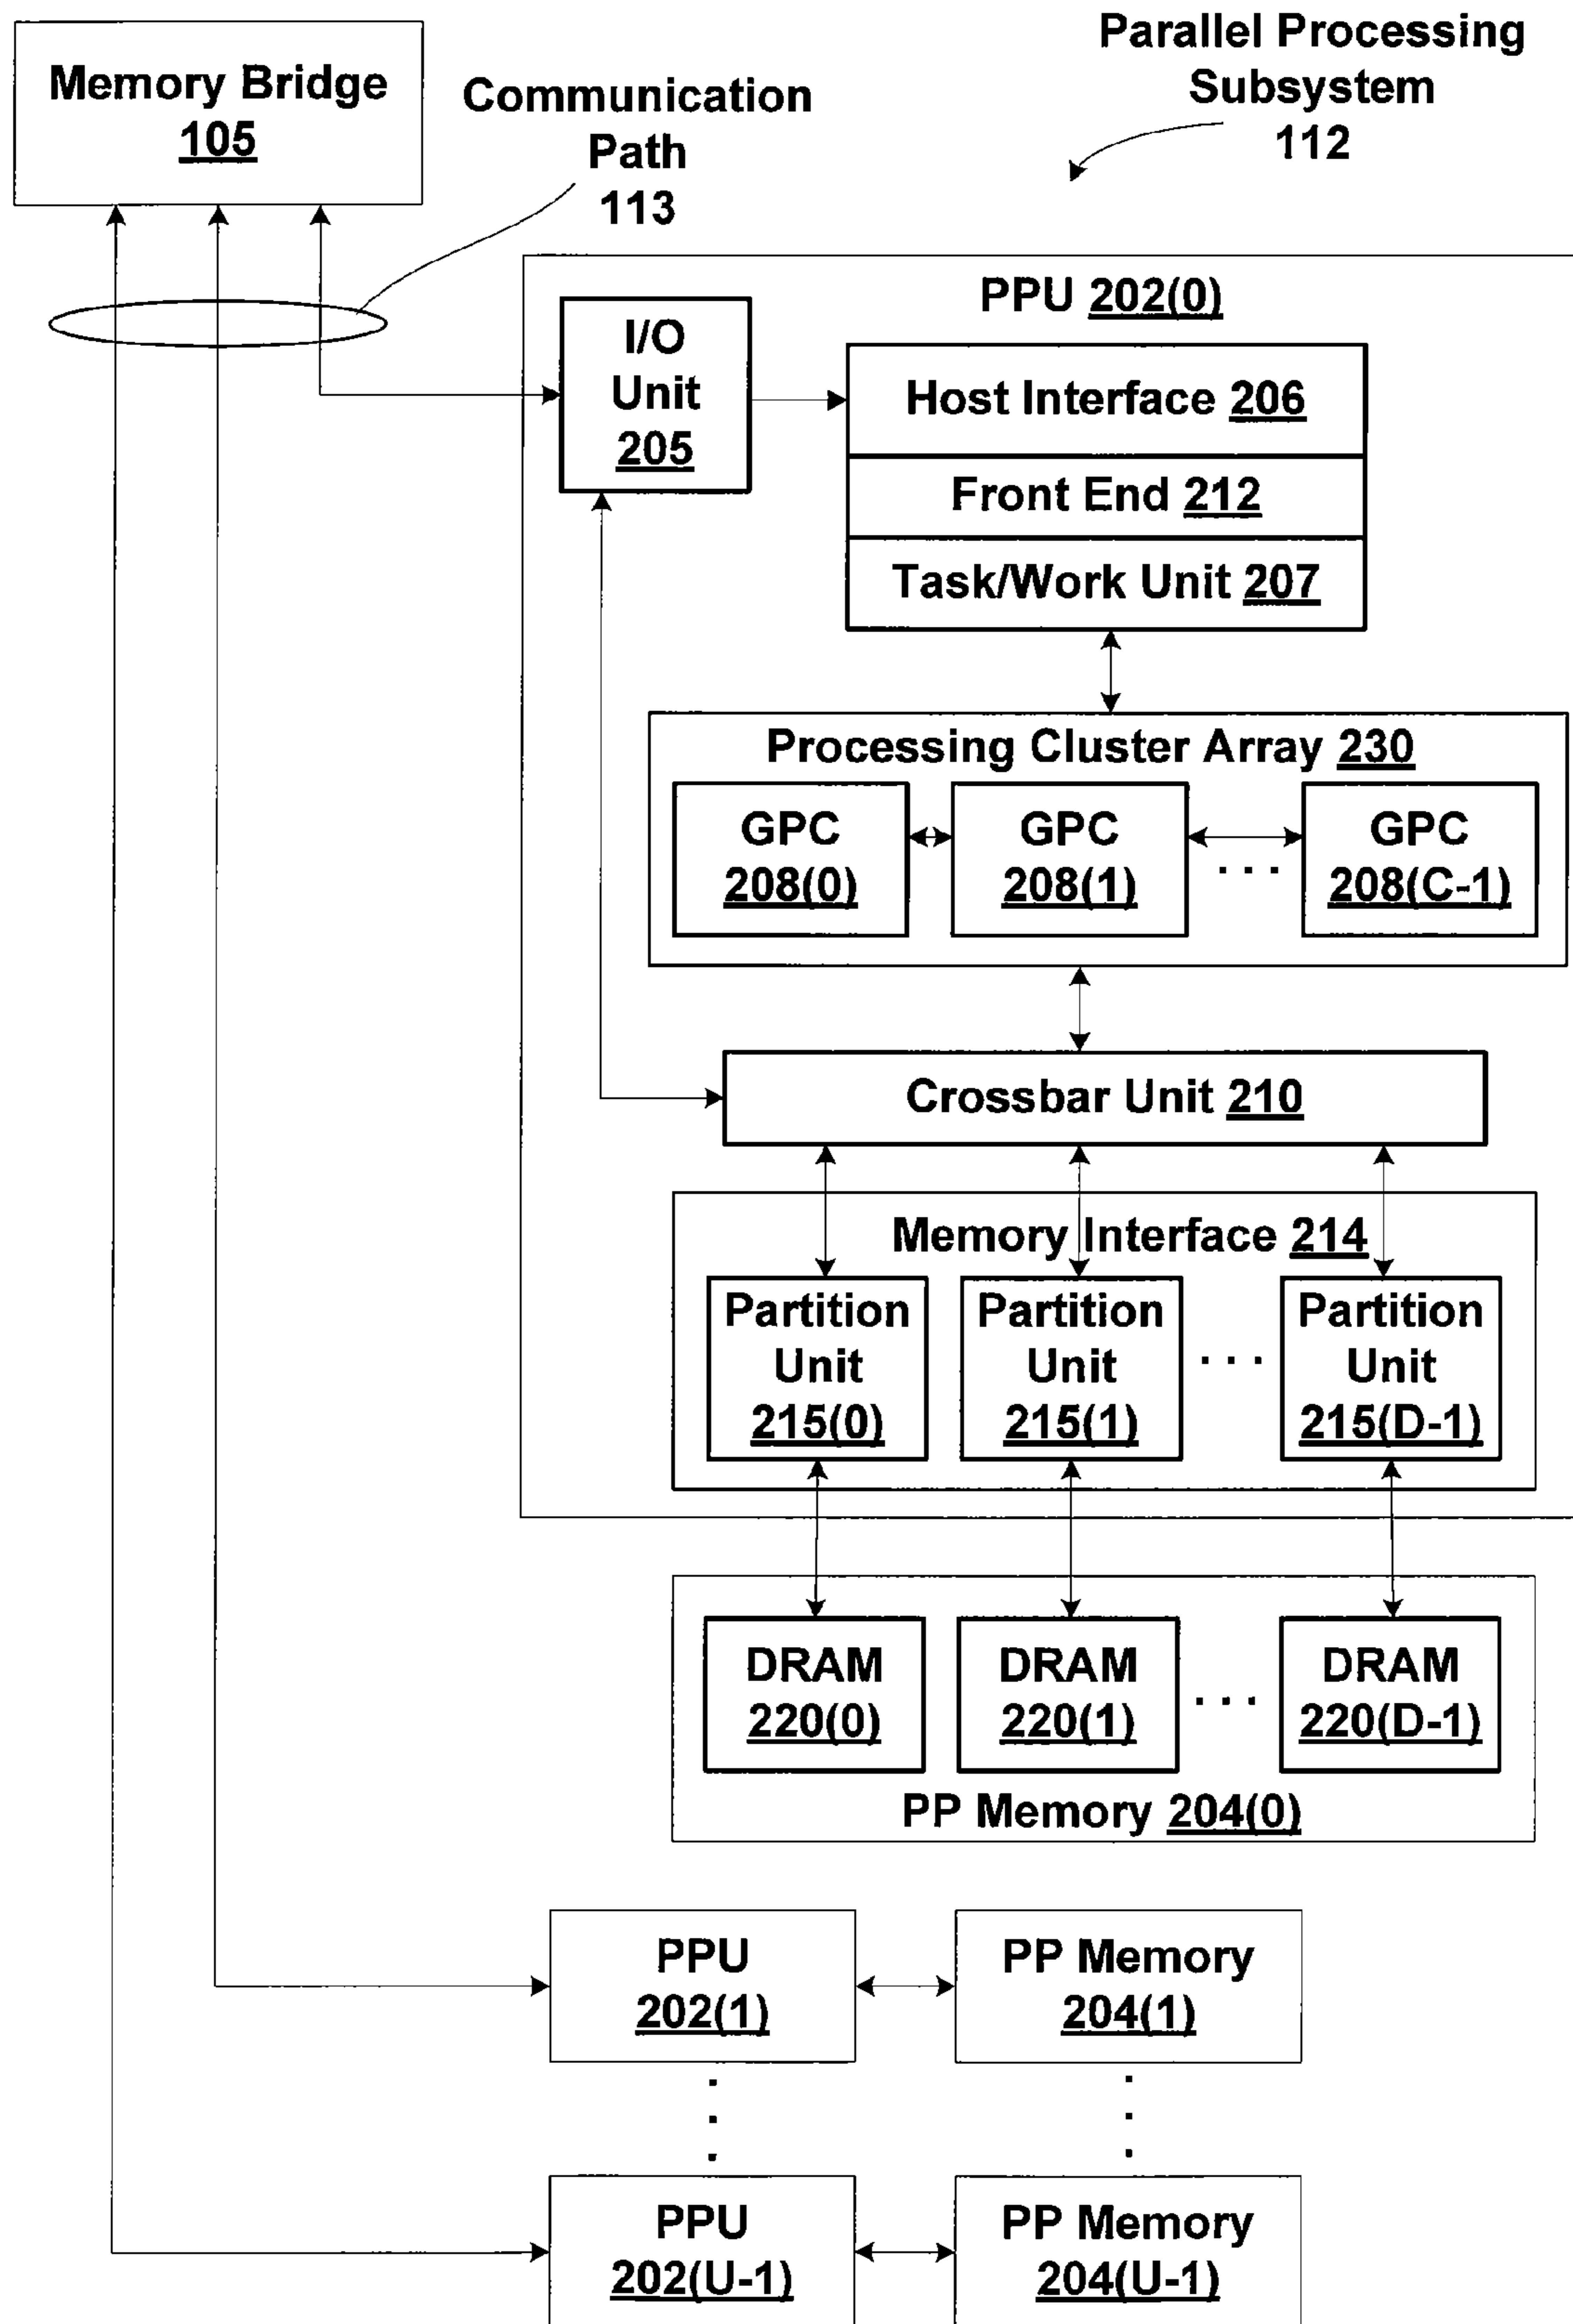 Parallel Processing
Subsystem
112
Memory Bridge
105
Communication
Path
113
PPU 202(0)
I/O
Unit
205
Host Interface 206
Front End 212
Task/Work Unit 207
Processing Cluster Array 230
GPC
208(0)
GPC
208(1)
. . .
GPC
208(C-1)
Crossbar Unit 210
Memory Interface 214
Partition
Unit
215(0)
Partition
Unit
215(1)
. . .
Partition
Unit
215(D-1)
DRAM
220(0)
DRAM
220(1)
. . .
DRAM
220(D-1)
PP Memory 204(0)
PPU
202(1)
PP Memory
204(1)
PPU
202(U-1)
PP Memory
204(U-1)